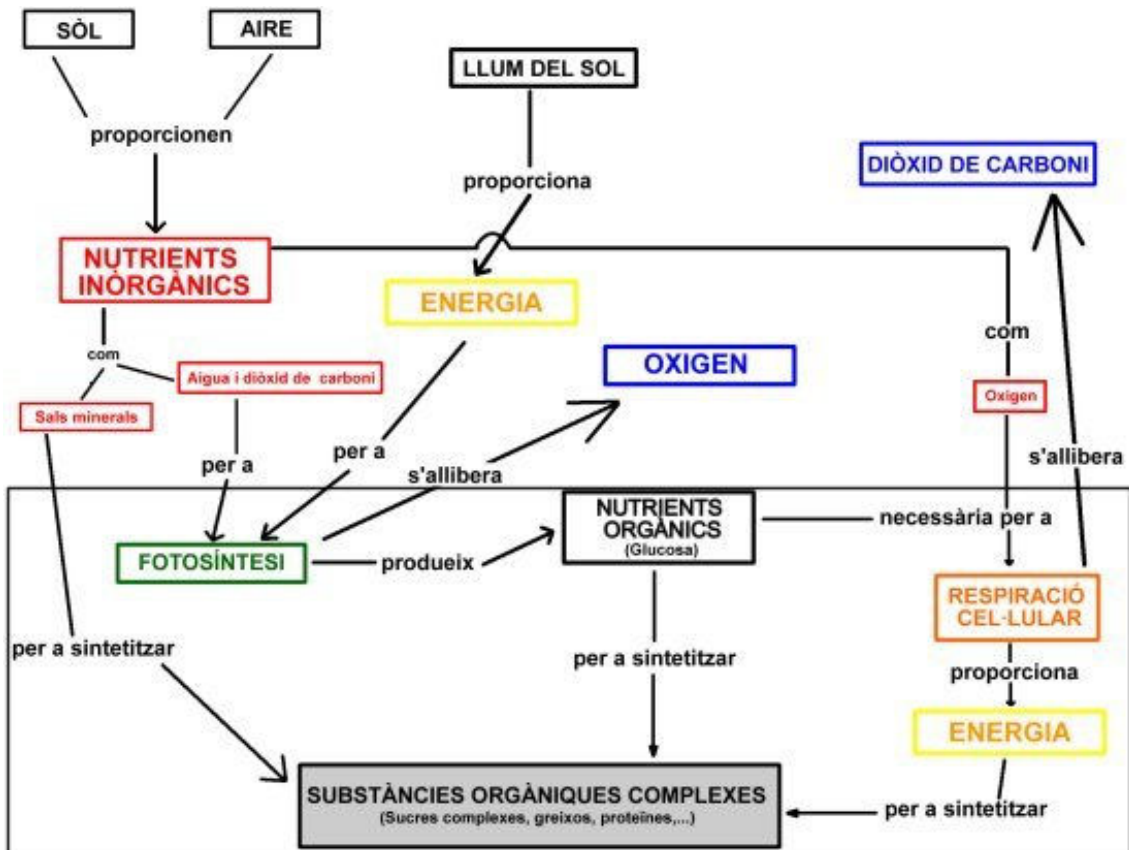 SÒL
AIRE
LLUM DEL SOL
proporcionen
proporciona
DIÒXID DE CARBONI
NUTRIENTS
INORGÀNICS
ENERGIA
com
com
OXIGEN
Aigua i diòxid de carboni
Oxigen
Sals minerals
per a
per a
s'allibera
s'allibera
NUTRIENTS
ORGÀNICS
(Glucosa)
necessària per a
FOTOSÍNTESI
produeix
RESPIRACIÓ
CEL·LULAR
per a sintetitzar
per a sintetitzar
proporciona
ENERGIA
SUBSTÀNCIES ORGÀNIQUES COMPLEXES
(Sucres complexes, greixos, proteïnes,...)
per a sintetitzar